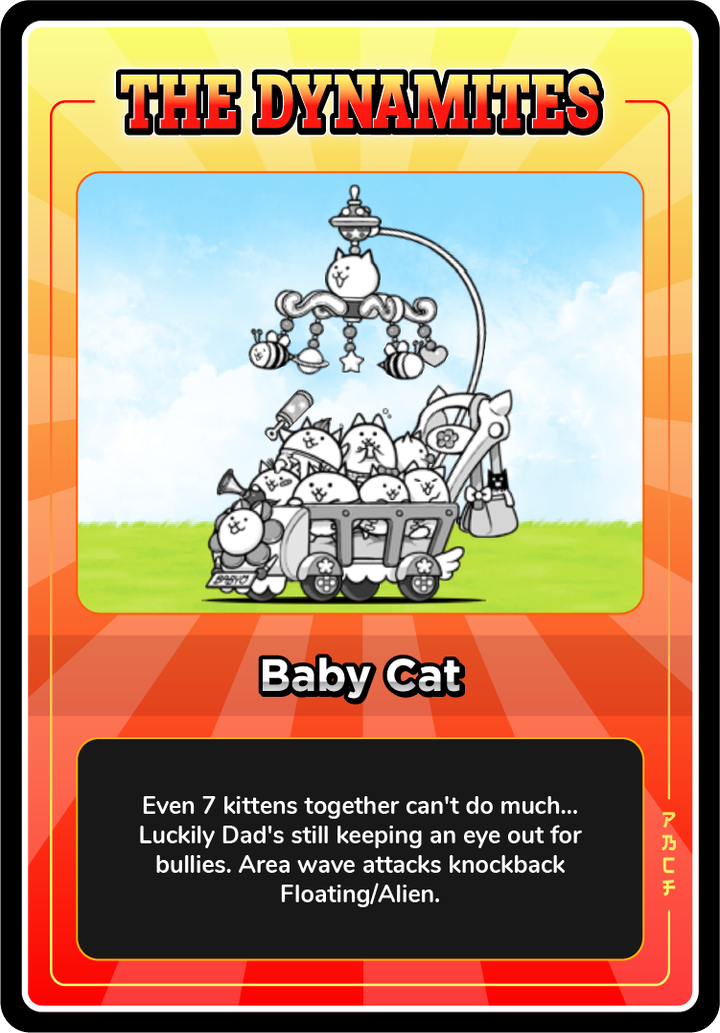 THE DYNAMITES
BABY
Baby Cat
Even 7 kittens together can't do much...
Luckily Dad's still keeping an eye out for
bullies. Area wave attacks knockback
Floating/Alien.